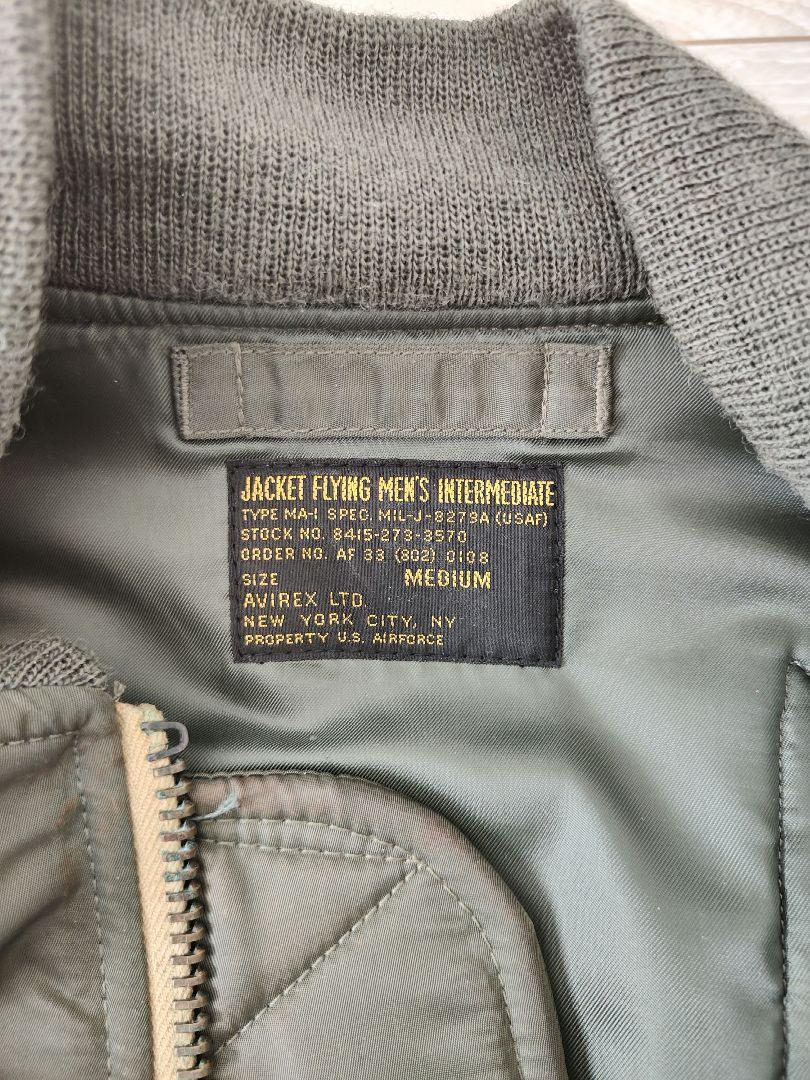 JACKET FLYING MEN'S INTERMEDIATE
TYPE MA-1 SPEC. MIL-J-8279A (USAF)
STOCK NO. 8415-273-3570
ORDER NO. AF 33 (802) 0108
SIZE MEDIUM
AVIREX LTD.
NEW YORK CITY, NY
PROPERTY U.S. AIRFORCE